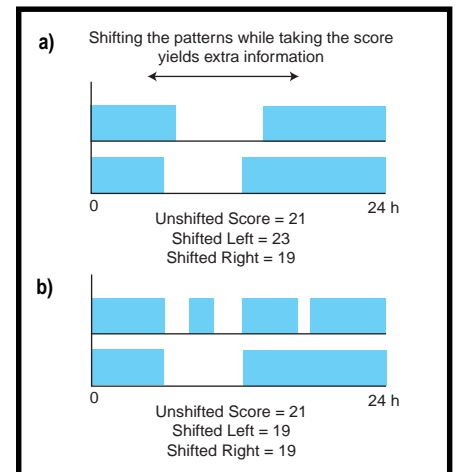 a)
Shifting the patterns while taking the score
yields extra information
0
24 h
Unshifted Score = 21
Shifted Left = 23
Shifted Right = 19
b)
0
24 h
Unshifted Score = 21
Shifted Left = 19
Shifted Right = 19